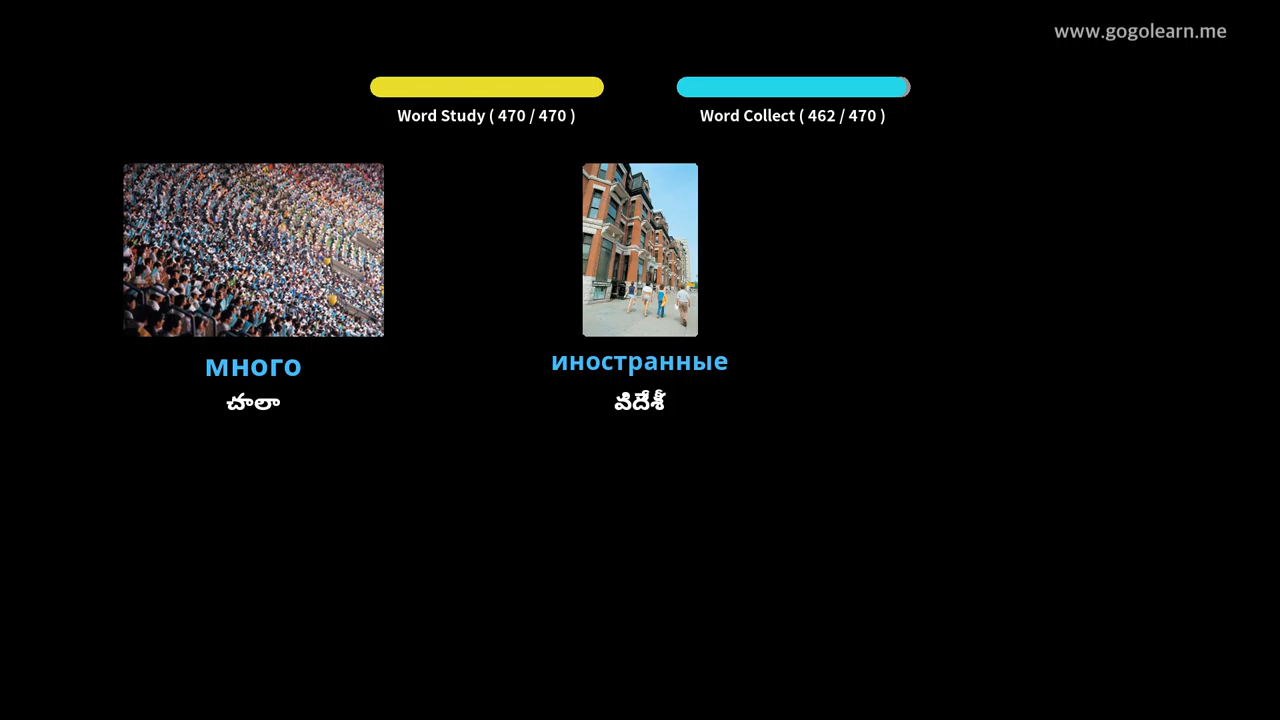 www.gogolearn.me
Word Study ( 470 / 470 )
Word Collect ( 462 / 470 )
много
చాలా
иностранные
విదేశీ